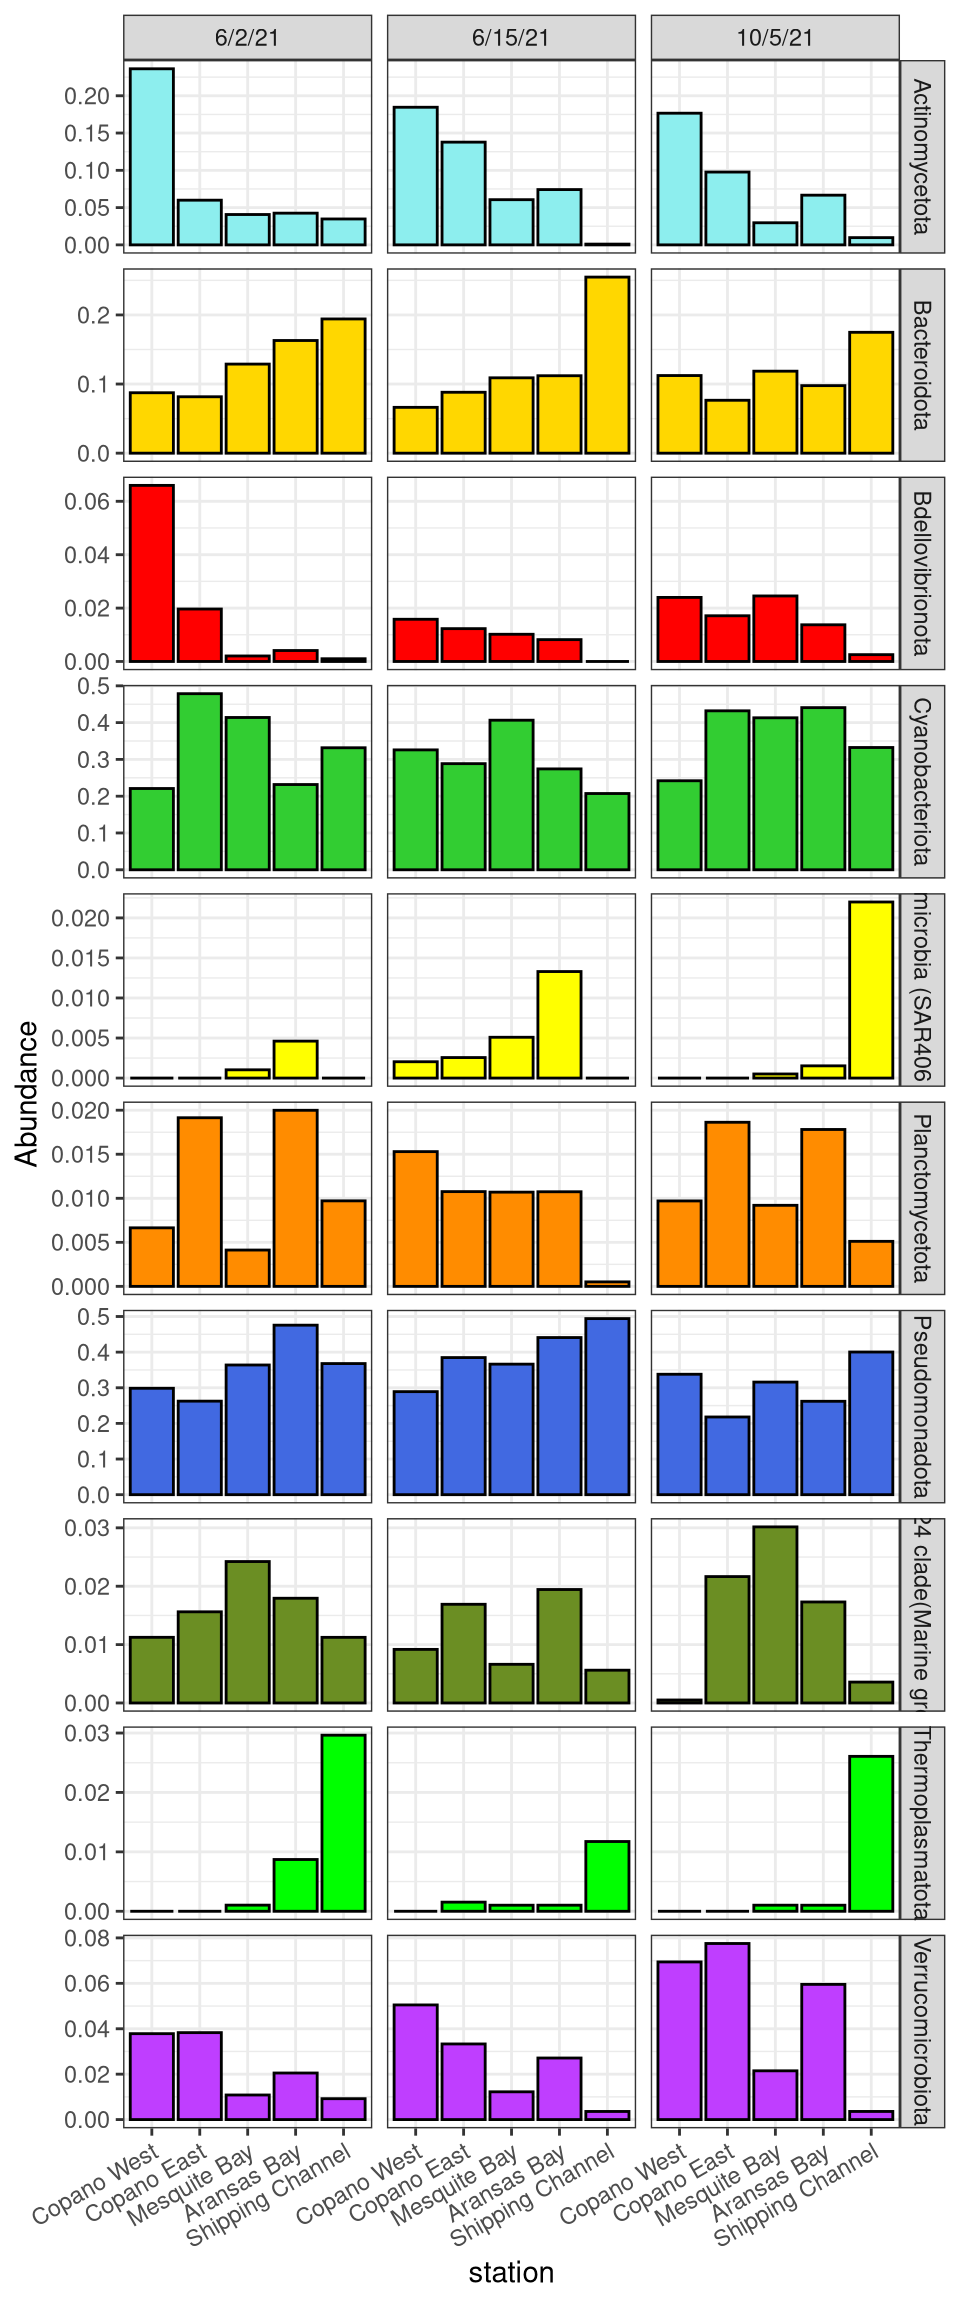 6/2/21 6/15/21 10/5/21
0.20
0.15
0.10
0.05
0.00
Actinomycetota
0.2
0.1
0.0
Bacteroidota
0.06
0.04
0.02
0.00
Bdellovibrionota
0.5
0.4
0.3
0.2
0.1
0.0
Cyanobacteriota
0.020
0.015
0.010
0.005
0.000
microbia (SAR406
0.020
0.015
0.010
0.005
0.000
Planctomycetota
0.5
0.4
0.3
0.2
0.1
0.0
Pseudomonadota
0.03
0.02
0.01
0.00
24 clade(Marine gr
0.03
0.02
0.01
0.00
Thermoplasmatota
0.08
0.06
0.04
0.02
0.00
Verrucomicrobiota
Abundance
Copano West
Copano East
Mesquite Bay
Aransas Bay
Shipping Channel
Copano West
Copano East
Mesquite Bay
Aransas Bay
Shipping Channel
Copano West
Copano East
Mesquite Bay
Aransas Bay
Shipping Channel
station